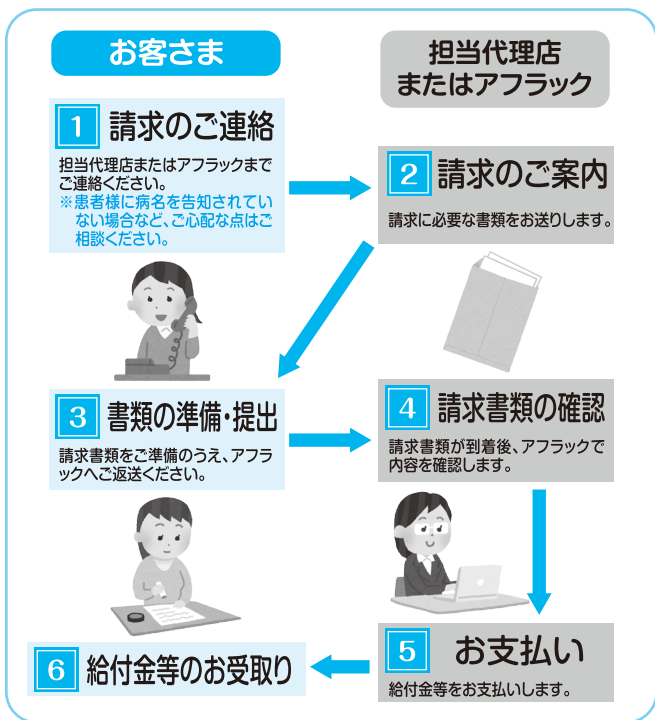 お客さま
担当代理店
またはアフラック
1 請求のご連絡
担当代理店またはアフラックまで
ご連絡ください。
※患者様に病名を告知されてい
ない場合など、ご心配な点はご
相談ください。
2 請求のご案内
請求に必要な書類をお送りします。
3 書類の準備・提出
請求書類をご準備のうえ、アフラ
ックへご返送ください。
4 請求書類の確認
請求書類が到着後、アフラックで
内容を確認します。
5 お支払い
給付金等をお支払いします。
6 給付金等のお受取り